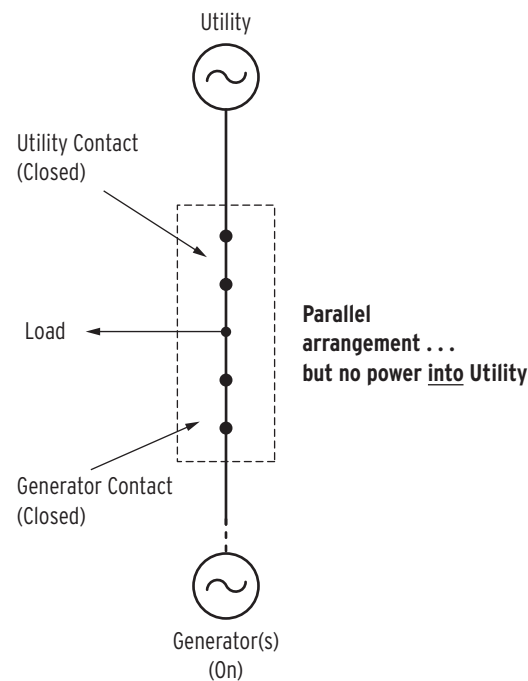 Utility
Utility Contact
(Closed)
Load
Parallel
arrangement . . .
but no power into Utility
Generator Contact
(Closed)
Generator(s)
(On)